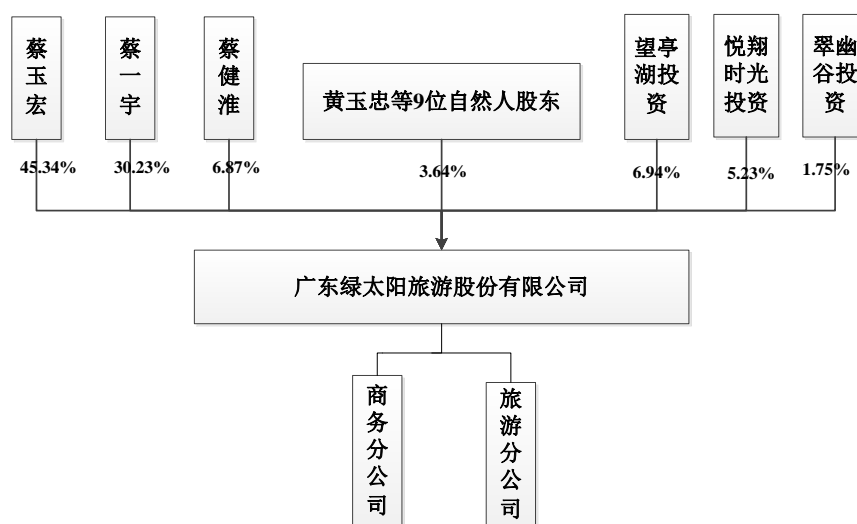 蔡玉宏
蔡一宇
蔡健淮
黄玉忠等9位自然人股东
望亭湖投资
悦翔时光投资
翠幽谷投资
45.34%
30.23%
6.87%
3.64%
6.94%
5.23%
1.75%
广东绿太阳旅游股份有限公司
商务分公司
旅游分公司